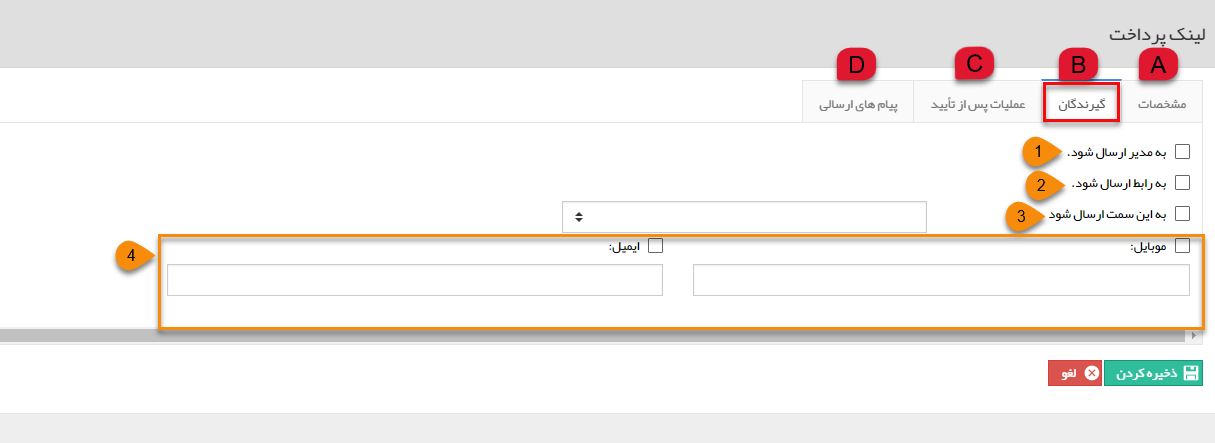 لینک پرداخت
A B C D
مشخصات گیرندگان عملیات پس از تأیید پیام های ارسالی
به مدیر ارسال شود. 1
به رابط ارسال شود. 2
به این سمت ارسال شود 3
موبایل: ایمیل: 4
ذخیره کردن لغو